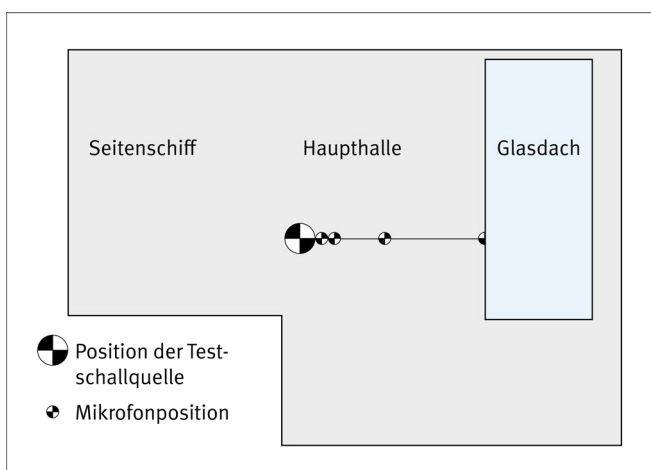 Seitenschiff
Haupthalle
Glasdach
Position der Test-
schallquelle
Mikrofonposition